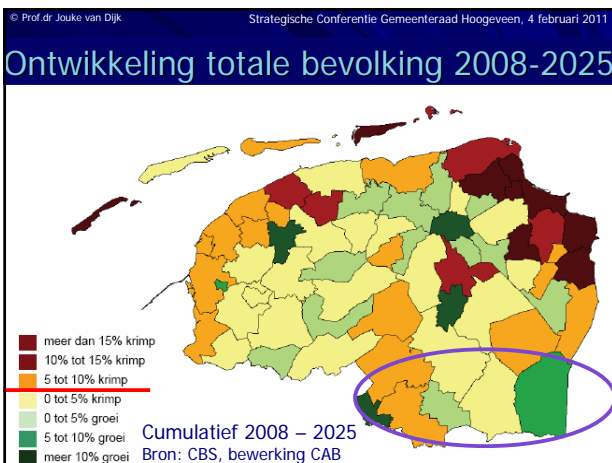 © Prof.dr Jouke van Dijk
Strategische Conferentie Gemeenteraad Hoogeveen, 4 februari 2011
Ontwikkeling totale bevolking 2008-2025
meer dan 15% krimp
10% tot 15% krimp
5 tot 10% krimp
0 tot 5% krimp
0 tot 5% groei
5 tot 10% groei
meer 10% groei
Cumulatief 2008 – 2025
Bron: CBS, bewerking CAB